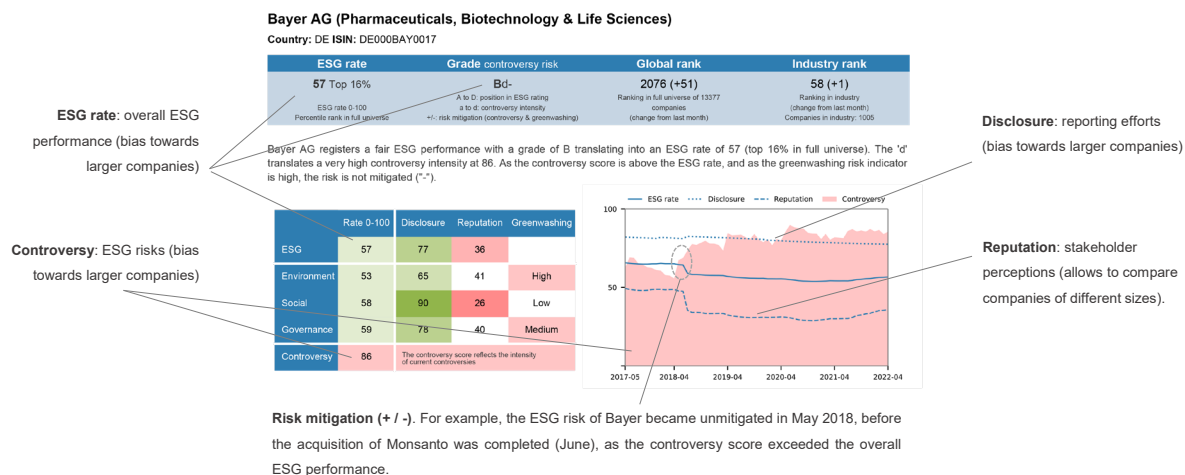 Bayer AG (Pharmaceuticals, Biotechnology & Life Sciences)
Country: DE ISIN: DE000BAY0017
ESG rate
Grade controversy risk
Global rank
Industry rank
57 Top 16%
Bd-
2076 (+51)
58 (+1)
ESG rate 0-100
Percentile rank in full universe
A to D: position in ESG rating
a to d: controversy intensity
+/-: risk mitigation (controversy & greenwashing)
Ranking in full universe of 13377
companies
(change from last month)
Ranking in industry
(change from last month)
Companies in industry: 1005
Bayer AG registers a fair ESG performance with a grade of B translating into an ESG rate of 57 (top 16% in full universe). The 'd'
translates a very high controversy intensity at 86. As the controversy score is above the ESG rate, and as the greenwashing risk indicator
is high, the risk is not mitigated ("-").
ESG rate: overall ESG
performance (bias towards
larger companies)
Controversy: ESG risks (bias
towards larger companies)
Rate 0-100 Disclosure Reputation Greenwashing
ESG 57 77 36
Environment 53 65 41 High
Social 58 90 26 Low
Governance 59 78 40 Medium
Controversy 86
The controversy score reflects the intensity
of current controversies
ESG rate Disclosure Reputation Controversy
100
50
2017-05 2018-04 2019-04 2020-04 2021-04 2022-04
Disclosure: reporting efforts
(bias towards larger companies)
Reputation: stakeholder
perceptions (allows to compare
companies of different sizes).
Risk mitigation (+ / -). For example, the ESG risk of Bayer became unmitigated in May 2018, before
the acquisition of Monsanto was completed (June), as the controversy score exceeded the overall
ESG performance.